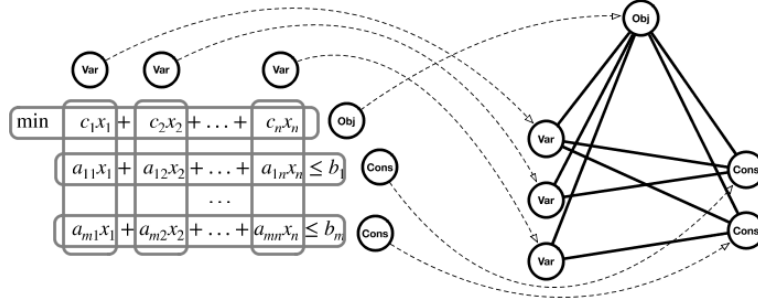 Obj
Var Var Var
min c₁x₁ + c₂x₂ + . . . + cₙxₙ Obj
Var
a₁₁x₁ + a₁₂x₂ + . . . + a₁ₙxₙ ≤ b₁ Cons
Cons
. . .
Var
aₘ₁x₁ + aₘ₂x₂ + . . . + aₘₙxₙ ≤ bₘ Cons
Cons
Var